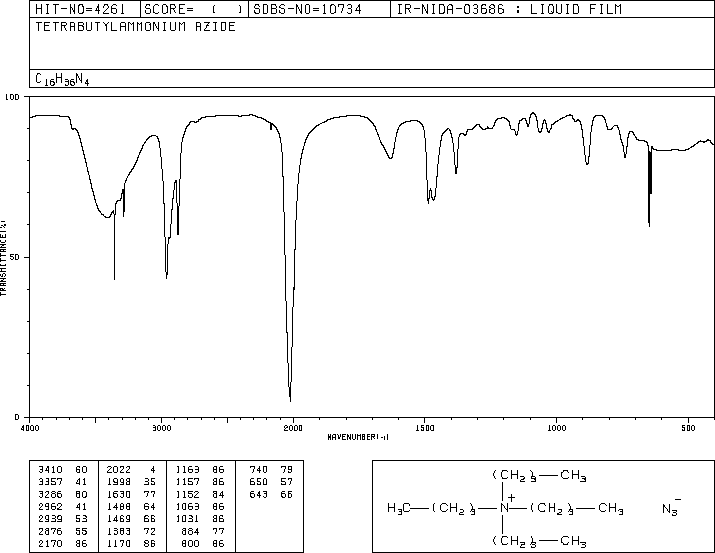 HIT-NO=4261 SCORE= ( ) SDBS-NO=10734 IR-NIDA-03686 : LIQUID FILM
TETRABUTYLAMMONIUM AZIDE
C16H36N4
100
50
0
TRANSMITTANCE(%)
4000 3000 2000 1500 1000 500
WAVENUMBER(-1)
3410 60 2022 4 1163 86 740 79
3357 41 1998 35 1157 86 650 57
3286 80 1630 77 1152 84 643 66
2962 41 1488 64 1063 86
2939 53 1469 66 1031 86
2876 55 1383 72 884 77
2170 86 1170 86 800 86
(CH2)3—CH3
H3C—(CH2)3—N+—(CH2)3—CH3 N3−
(CH2)3—CH3